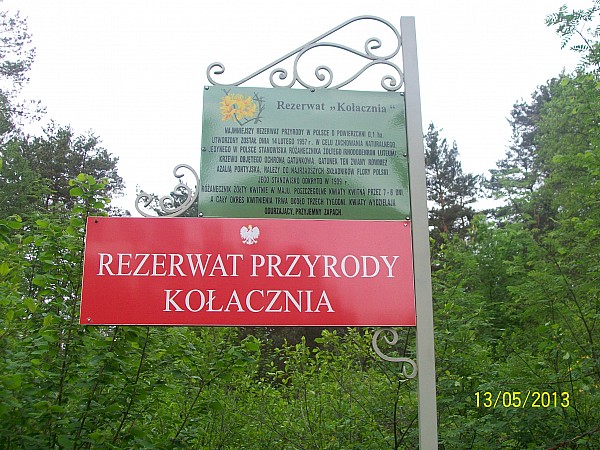 Rezerwat „Kołacznia”
NAJMNIEJSZY REZERWAT PRZYRODY W POLSCE O POWIERZCHNI 0,1 ha.
UTWORZONY ZOSTAŁ DNIA 14 LUTEGO 1957 r. W CELU ZACHOWANIA NATURALNEGO,
JEDYNEGO W POLSCE STANOWISKA RÓŻANECZNIKA ŻÓŁTEGO (RHODODENDRON LUTEUM)
KRZEWU OBJĘTEGO OCHRONĄ GATUNKOWĄ. GATUNEK TEN ZWANY RÓWNIEŻ
AZALIĄ PONTYJSKĄ, NALEŻY DO NAJRZADSZYCH SKŁADNIKÓW FLORY POLSKI
JEGO STANOWISKO ODKRYTO W 1909 r.
RÓŻANECZNIK ŻÓŁTY KWITNIE W MAJU. POSZCZEGÓLNE KWIATY KWITNĄ PRZEZ 7-8 DNI
A CAŁY OKRES KWITNIENIA TRWA OKOŁO TRZECH TYGODNI. KWIATY WYDZIELAJĄ
ODURZAJĄCY, PRZYJEMNY ZAPACH.
REZERWAT PRZYRODY
KOŁACZNIA
13/05/2013